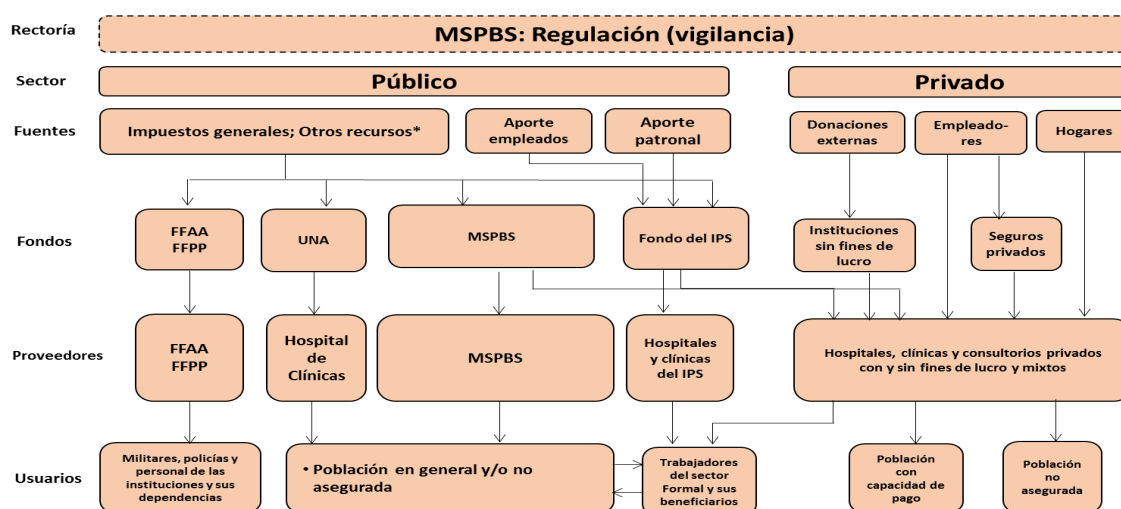 Rectoría
MSPBS: Regulación (vigilancia)
Sector
Público
Privado
Fuentes
Impuestos generales; Otros recursos*
Aporte
empleados
Aporte
patronal
Donaciones
externas
Empleado-
res
Hogares
Fondos
FFAA
FFPP
UNA
MSPBS
Fondo del IPS
Instituciones
sin fines de
lucro
Seguros
privados
Proveedores
FFAA
FFPP
Hospital
de
Clínicas
MSPBS
Hospitales
y clínicas
del IPS
Hospitales, clínicas y consultorios privados
con y sin fines de lucro y mixtos
Usuarios
Militares, policías y
personal de las
instituciones y sus
dependencias
• Población en general y/o no
asegurada
Trabajadores
del sector
Formal y sus
beneficiarios
Población
con
capacidad de
pago
Población
no asegurada